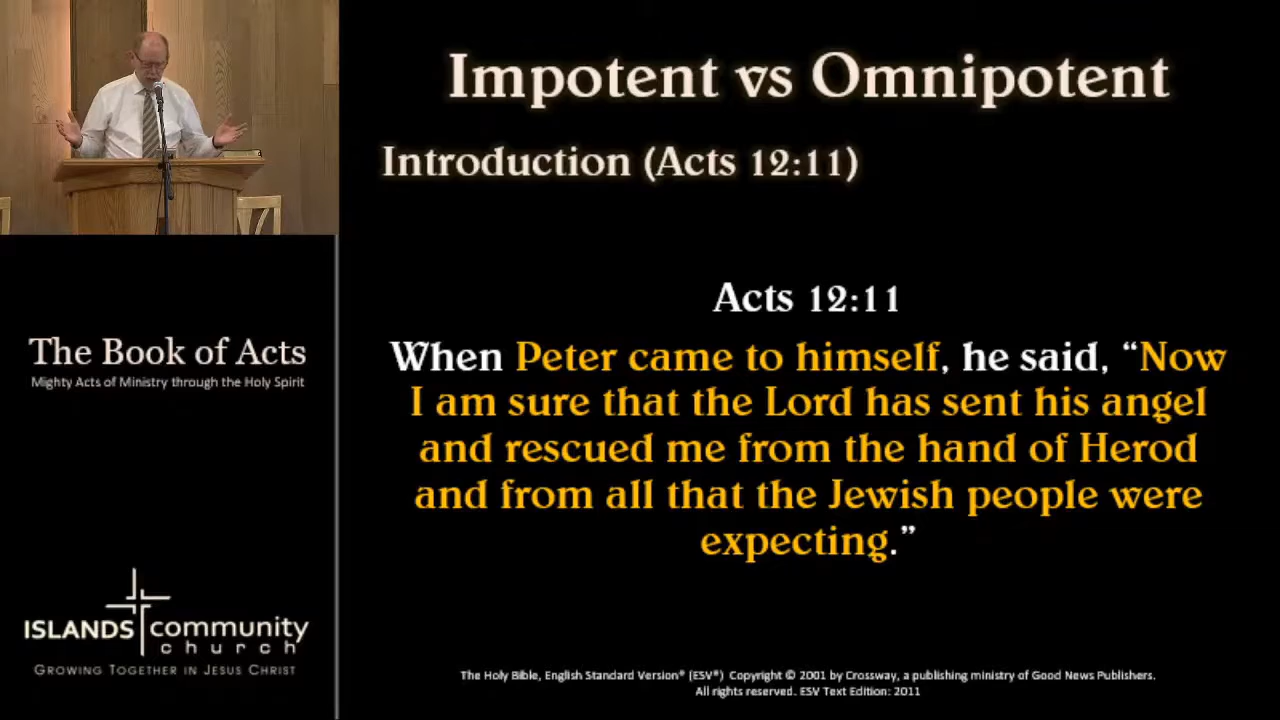 Impotent vs Omnipotent
Introduction (Acts 12:11)
Acts 12:11
When Peter came to himself, he said, “Now
I am sure that the Lord has sent his angel
and rescued me from the hand of Herod
and from all that the Jewish people were
expecting.”
The Book of Acts
Mighty Acts of Ministry through the Holy Spirit
ISLANDS community
church
GROWING TOGETHER IN JESUS CHRIST
The Holy Bible, English Standard Version® (ESV®) Copyright © 2001 by Crossway, a publishing ministry of Good News Publishers.
All rights reserved. ESV Text Edition: 2011